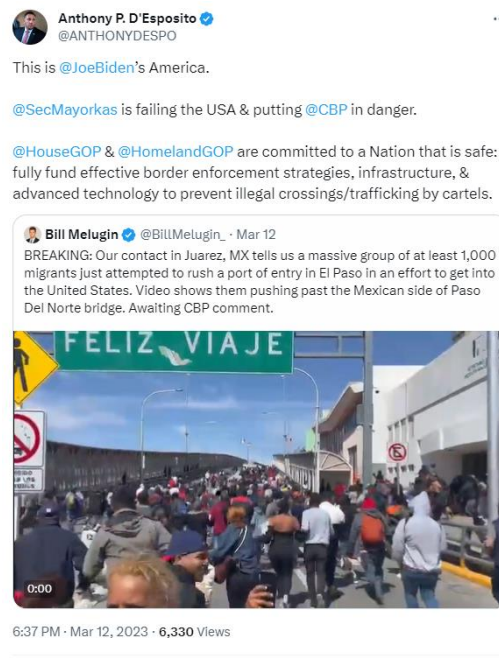 Anthony P. D'Esposito
@ANTHONYDESPO
This is @JoeBiden's America.
@SecMayorkas is failing the USA & putting @CBP in danger.
@HouseGOP & @HomelandGOP are committed to a Nation that is safe:
fully fund effective border enforcement strategies, infrastructure, &
advanced technology to prevent illegal crossings/trafficking by cartels.
Bill Melugin @BillMelugin_ · Mar 12
BREAKING: Our contact in Juarez, MX tells us a massive group of at least 1,000
migrants just attempted to rush a port of entry in El Paso in an effort to get into
the United States. Video shows them pushing past the Mexican side of Paso
Del Norte bridge. Awaiting CBP comment.
FELIZ VIAJE
0:00
6:37 PM · Mar 12, 2023 · 6,330 Views